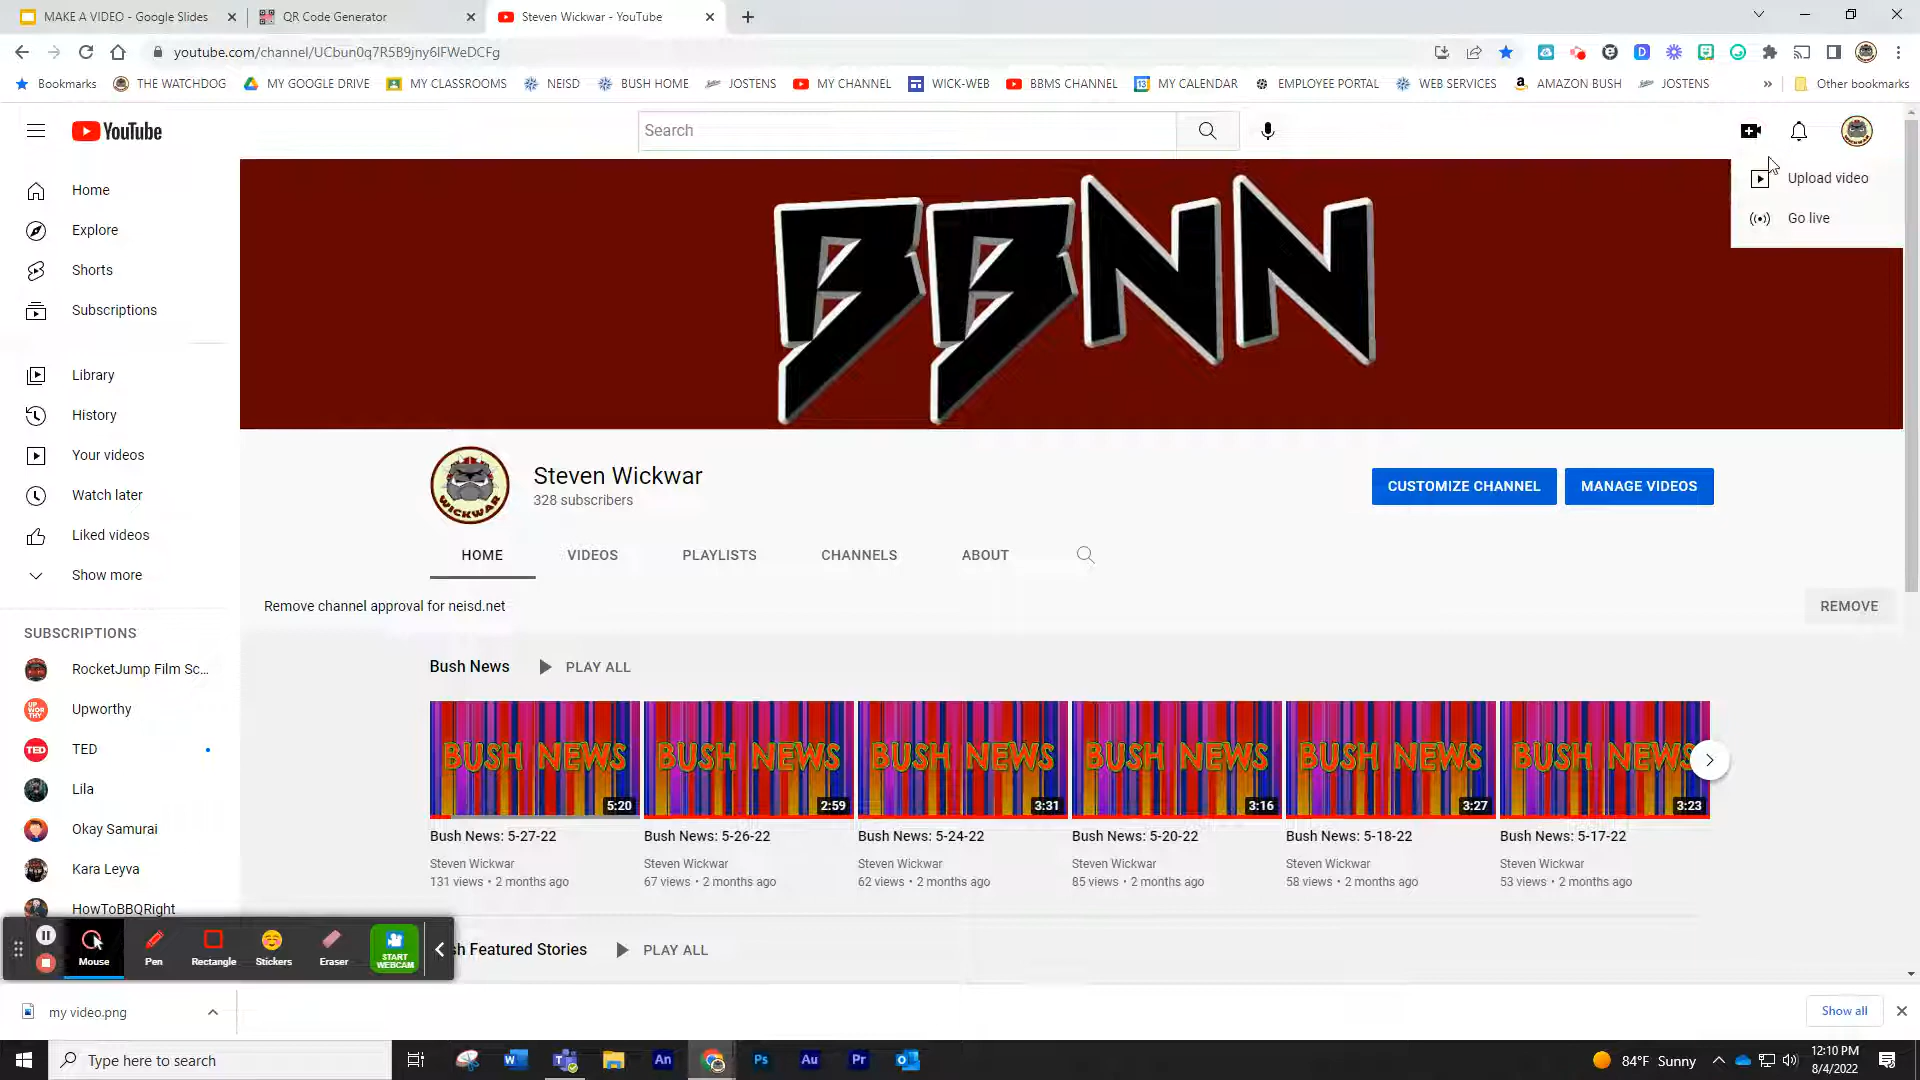 MAKE A VIDEO - Google Slides
QR Code Generator
Steven Wickwar - YouTube
youtube.com/channel/UCbun0q7R5B9jny6IFWeDCFg
Bookmarks
THE WATCHDOG
MY GOOGLE DRIVE
MY CLASSROOMS
NEISD
BUSH HOME
JOSTENS
MY CHANNEL
WICK-WEB
BBMS CHANNEL
MY CALENDAR
EMPLOYEE PORTAL
WEB SERVICES
AMAZON BUSH
JOSTENS
Other bookmarks
YouTube
Search
Upload video
Go live
Home
Explore
Shorts
Subscriptions
Library
History
Your videos
Watch later
Liked videos
Show more
SUBSCRIPTIONS
RocketJump Film Sc...
Upworthy
TED
Lila
Okay Samurai
Kara Leyva
HowToBBQRight
BBNN
WICKWAR
Steven Wickwar
328 subscribers
CUSTOMIZE CHANNEL
MANAGE VIDEOS
HOME
VIDEOS
PLAYLISTS
CHANNELS
ABOUT
Remove channel approval for neisd.net
REMOVE
Bush News
PLAY ALL
BUSH NEWS
5:20
BUSH NEWS
2:59
BUSH NEWS
3:31
BUSH NEWS
3:16
BUSH NEWS
3:27
BUSH NEWS
3:23
Bush News: 5-27-22
Steven Wickwar
131 views • 2 months ago
Bush News: 5-26-22
Steven Wickwar
67 views • 2 months ago
Bush News: 5-24-22
Steven Wickwar
62 views • 2 months ago
Bush News: 5-20-22
Steven Wickwar
85 views • 2 months ago
Bush News: 5-18-22
Steven Wickwar
58 views • 2 months ago
Bush News: 5-17-22
Steven Wickwar
53 views • 2 months ago
sh Featured Stories
PLAY ALL
Mouse
Pen
Rectangle
Stickers
Eraser
START
WEBCAM
my video.png
Show all
Type here to search
An
Ps
Au
Pr
84°F Sunny
12:10 PM
8/4/2022